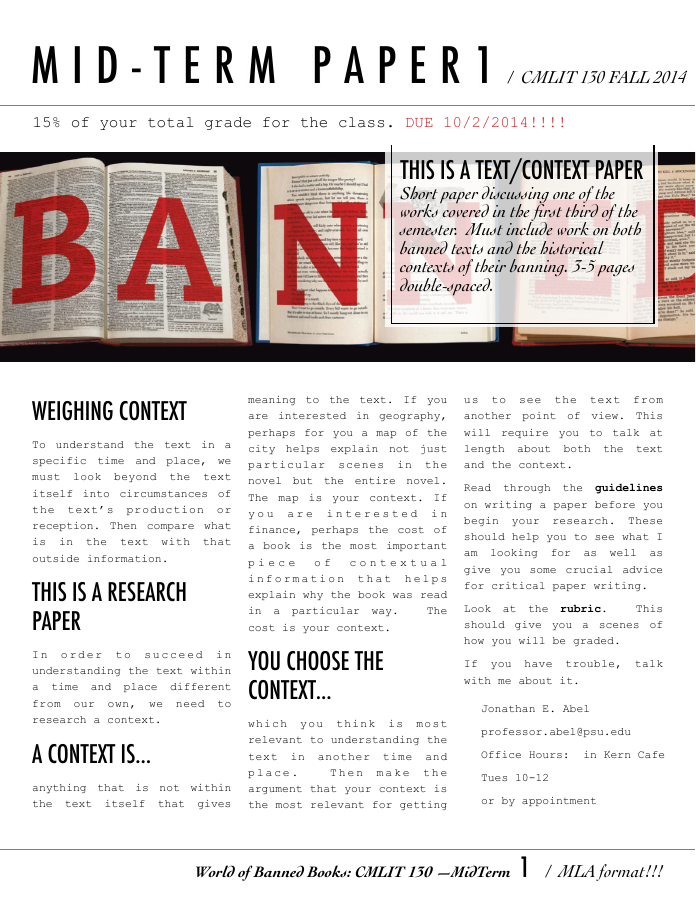 MID-TERM PAPER1 / CMLIT 130 FALL 2014
15% of your total grade for the class. DUE 10/2/2014!!!!
BANNE
THIS IS A TEXT/CONTEXT PAPER
Short paper discussing one of the
works covered in the first third of the
semester. Must include work on both
banned texts and the historical
contexts of their banning. 3-5 pages
double-spaced.
WEIGHING CONTEXT
To understand the text in a
specific time and place, we
must look beyond the text
itself into circumstances of
the text's production or
reception. Then compare what
is in the text with that
outside information.
THIS IS A RESEARCH
PAPER
In order to succeed in
understanding the text within
a time and place different
from our own, we need to
research a context.
A CONTEXT IS...
anything that is not within
the text itself that gives
meaning to the text. If you
are interested in geography,
perhaps for you a map of the
city helps explain not just
particular scenes in the
novel but the entire novel.
The map is your context. If
you are interested in
finance, perhaps the cost of
a book is the most important
piece of contextual
information that helps
explain why the book was read
in a particular way. The
cost is your context.
YOU CHOOSE THE
CONTEXT...
which you think is most
relevant to understanding the
text in another time and
place. Then make the
argument that your context is
the most relevant for getting
us to see the text from
another point of view. This
will require you to talk at
length about both the text
and the context.
Read through the guidelines
on writing a paper before you
begin your research. These
should help you to see what I
am looking for as well as
give you some crucial advice
for critical paper writing.
Look at the rubric. This
should give you a scenes of
how you will be graded.
If you have trouble, talk
with me about it.
Jonathan E. Abel
professor.abel@psu.edu
Office Hours: in Kern Cafe
Tues 10-12
or by appointment
World of Banned Books: CMLIT 130 —MidTerm 1 / MLA format!!!